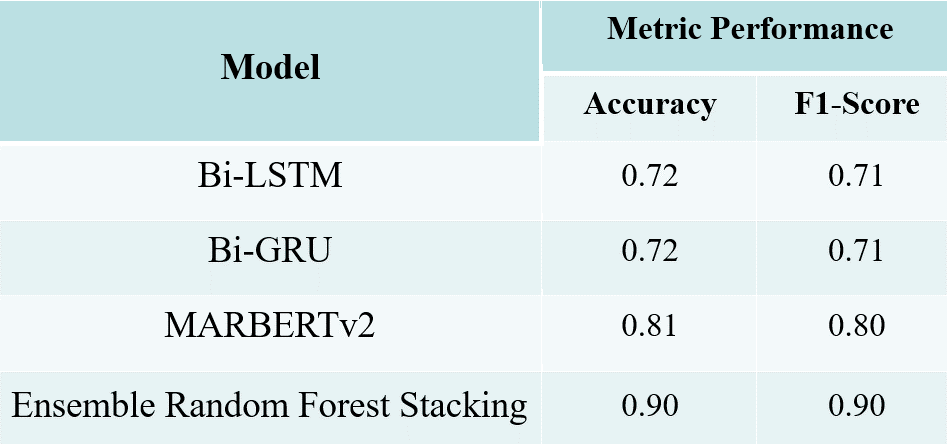 Model
Metric Performance
Accuracy F1-Score
Bi-LSTM 0.72 0.71
Bi-GRU 0.72 0.71
MARBERTv2 0.81 0.80
Ensemble Random Forest Stacking 0.90 0.90